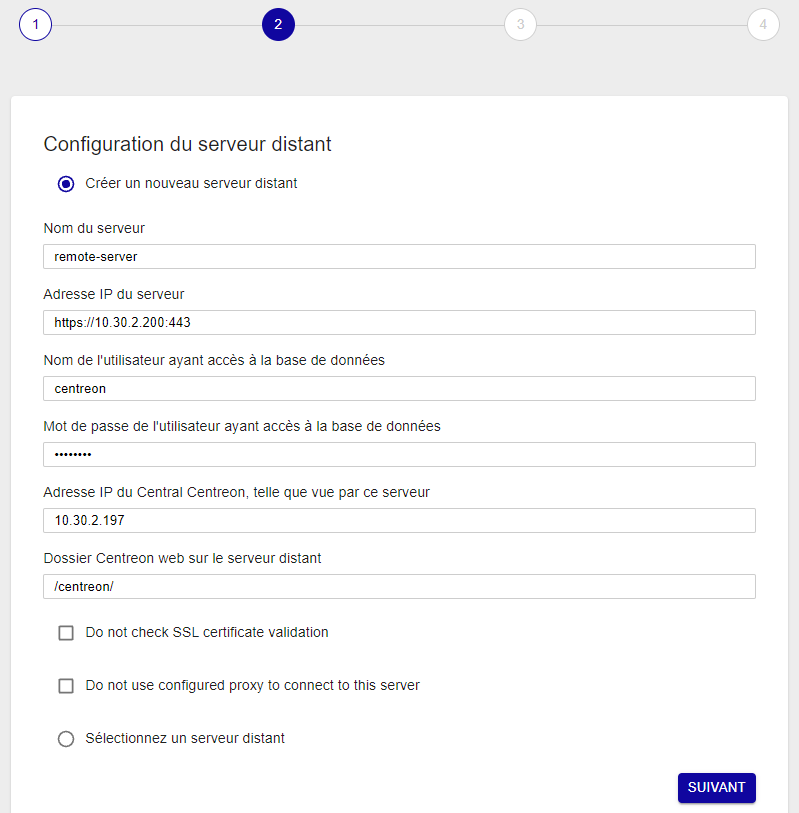 1
2
3
4
Configuration du serveur distant
Créer un nouveau serveur distant
Nom du serveur
remote-server
Adresse IP du serveur
https://10.30.2.200:443
Nom de l'utilisateur ayant accès à la base de données
centreon
Mot de passe de l'utilisateur ayant accès à la base de données
••••••••
Adresse IP du Central Centreon, telle que vue par ce serveur
10.30.2.197
Dossier Centreon web sur le serveur distant
/centreon/
Do not check SSL certificate validation
Do not use configured proxy to connect to this server
Sélectionnez un serveur distant
SUIVANT